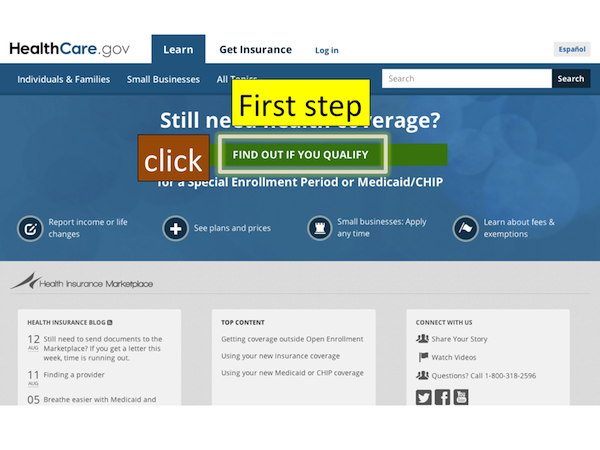 HealthCare.gov
Learn
Get Insurance
Log in
Español
Individuals & Families
Small Businesses
All Topics
Search
Search
First step
Still need health coverage?
click
FIND OUT IF YOU QUALIFY
for a Special Enrollment Period or Medicaid/CHIP
Report income or life
changes
See plans and prices
Small businesses: Apply
any time
Learn about fees &
exemptions
Health Insurance Marketplace
HEALTH INSURANCE BLOG
12
AUG
Still need to send documents to the
Marketplace? If you get a letter this
week, time is running out.
11
AUG
Finding a provider
05
Breathe easier with Medicaid and
TOP CONTENT
Getting coverage outside Open Enrollment
Using your new insurance coverage
Using your new Medicaid or CHIP coverage
CONNECT WITH US
Share Your Story
Watch Videos
Questions? Call 1-800-318-2596
You
Tube